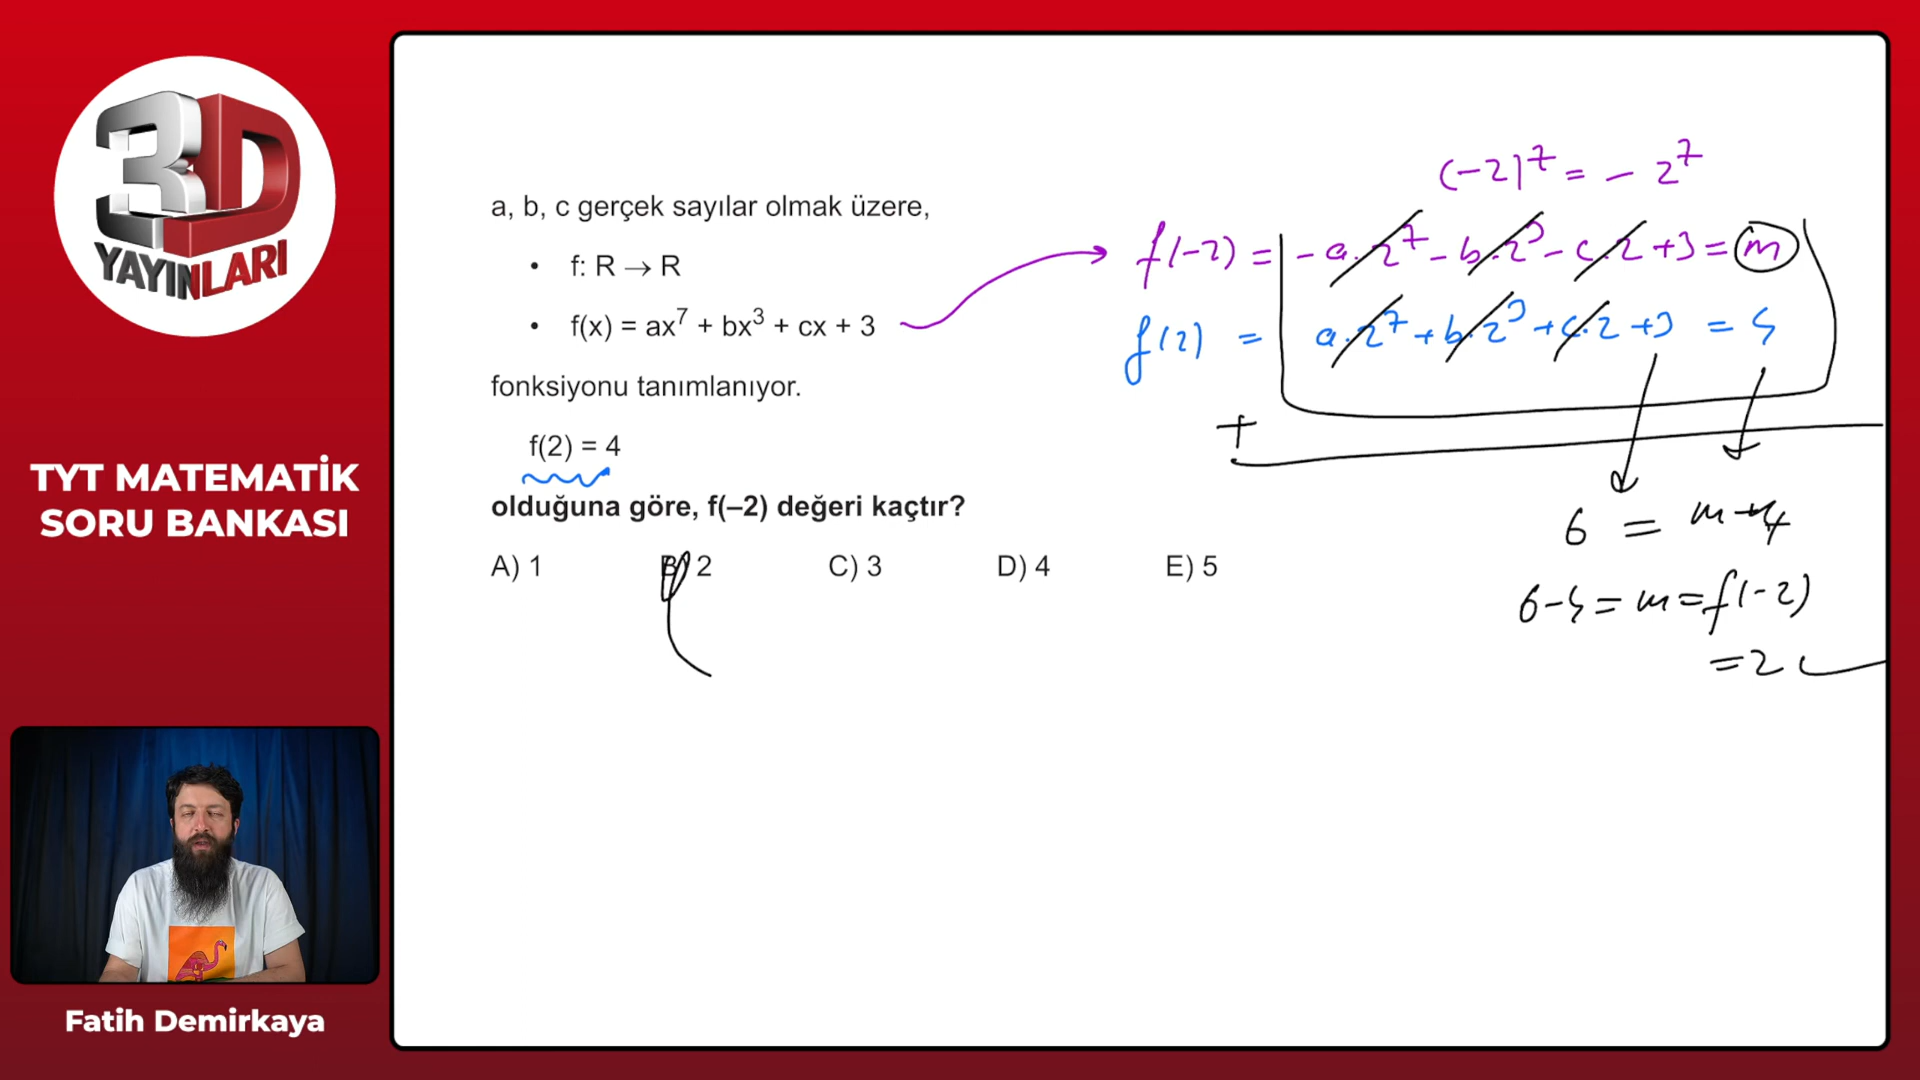 3D
YAYINLARI
TYT MATEMATİK
SORU BANKASI
Fatih Demirkaya
a, b, c gerçek sayılar olmak üzere,
• f: R → R
• f(x) = ax⁷ + bx³ + cx + 3
fonksiyonu tanımlanıyor.
f(2) = 4
olduğuna göre, f(–2) değeri kaçtır?
A) 1 B) 2 C) 3 D) 4 E) 5
(-2)⁷ = - 2⁷
f(-2) = - a.2⁷ - b.2³ - c.2 + 3 = m
f(2) = a.2⁷ + b.2³ + c.2 + 3 = 4
+
6 = m + 4
6 - 4 = m = f(-2)
= 2